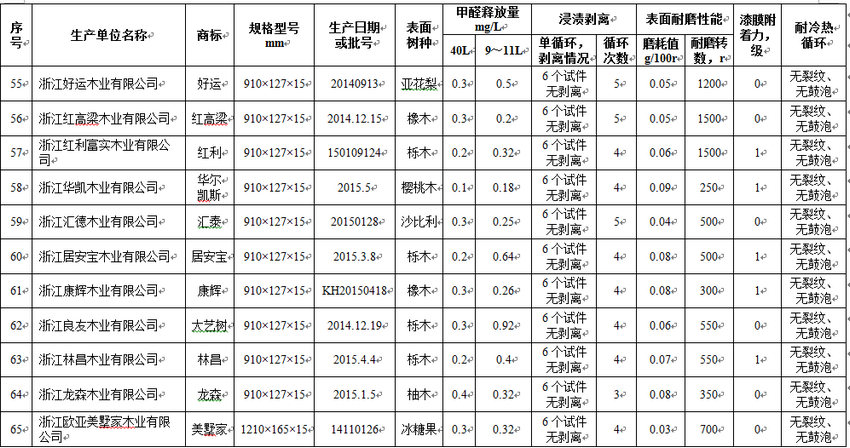 序号 生产单位名称 商标 规格型号 mm 生产日期或批号 表面树种 甲醛释放量 mg/L 浸渍剥离 表面耐磨性能 漆膜附着力,级 耐冷热循环
40L 9～11L 单循环,剥离情况 循环次数 磨耗值 g/100r 耐磨转数,r
55 浙江好运木业有限公司 好运 910×127×15 20140913 亚花梨 0.3 0.5 6 个试件无剥离 5 0.05 1200 0 无裂纹、无鼓泡
56 浙江红高粱木业有限公司 红高粱 910×127×15 2014.12.15 橡木 0.3 0.2 6 个试件无剥离 5 0.05 1500 0 无裂纹、无鼓泡
57 浙江红利富实木业有限公司 红利 910×127×15 150109124 栎木 0.2 0.32 6 个试件无剥离 4 0.06 1500 1 无裂纹、无鼓泡
58 浙江华凯木业有限公司 华尔凯斯 910×127×15 2015.5 樱桃木 0.1 0.18 6 个试件无剥离 4 0.09 250 1 无裂纹、无鼓泡
59 浙江汇德木业有限公司 汇泰 910×127×15 20150128 沙比利 0.3 0.25 6 个试件无剥离 5 0.04 500 0 无裂纹、无鼓泡
60 浙江居安宝木业有限公司 居安宝 910×127×15 2015.3.8 栎木 0.2 0.64 6 个试件无剥离 4 0.08 500 1 无裂纹、无鼓泡
61 浙江康辉木业有限公司 康辉 910×127×15 KH20150418 橡木 0.3 0.26 6 个试件无剥离 4 0.08 300 1 无裂纹、无鼓泡
62 浙江良友木业有限公司 大艺树 910×127×15 2014.12.19 栎木 0.3 0.92 6 个试件无剥离 4 0.06 550 0 无裂纹、无鼓泡
63 浙江林昌木业有限公司 林昌 910×127×15 2015.4.4 栎木 0.2 0.4 6 个试件无剥离 4 0.07 550 1 无裂纹、无鼓泡
64 浙江龙森木业有限公司 龙森 910×127×15 2015.1.5 柚木 0.4 0.32 6 个试件无剥离 3 0.08 350 0 无裂纹、无鼓泡
65 浙江欧亚美墅家木业有限公司 美墅家 1210×165×15 14110126 冰糖果 0.3 0.32 6 个试件无剥离 4 0.03 700 0 无裂纹、无鼓泡